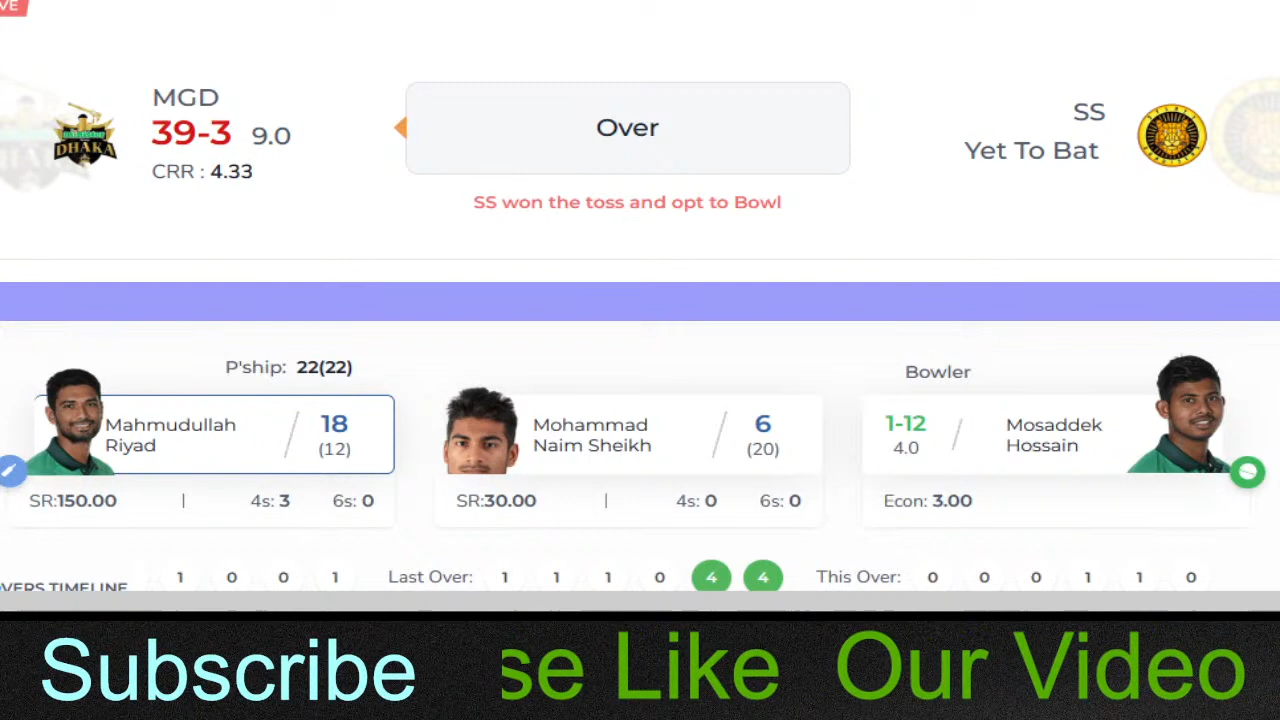 VE
MGD
39-3 9.0
CRR : 4.33
DHAKA
Over
SS won the toss and opt to Bowl
SS
Yet To Bat
P'ship: 22(22)
Mahmudullah
Riyad
18
(12)
SR:150.00 | 4s: 3 6s: 0
Mohammad
Naim Sheikh
6
(20)
SR:30.00 | 4s: 0 6s: 0
Bowler
1-12
4.0
Mosaddek
Hossain
Econ: 3.00
OVERS TIMELINE 1 0 0 1 Last Over: 1 1 1 0 4 4 This Over: 0 0 0 1 1 0
Subscribe se Like Our Video